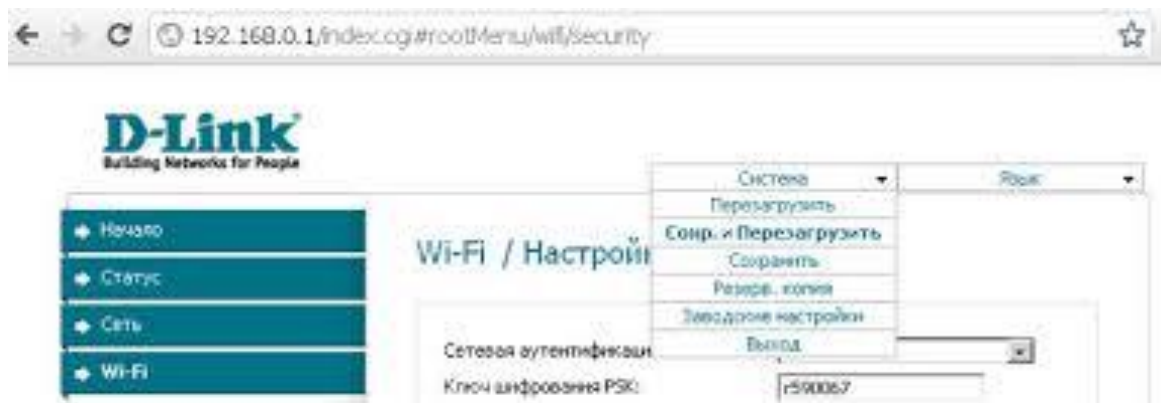 192.168.0.1/index.cgi#rootMenu/wifi/security
D-Link
Building Networks for People
Система
Язык
Перезагрузить
Сохр. и Перезагрузить
Сохранить
Резерв. копия
Заводские настройки
Выход
Начало
Статус
Сеть
Wi-Fi
Wi-Fi / Настройк
Сетевая аутентификаци
Ключ шифрования PSK:
r590067